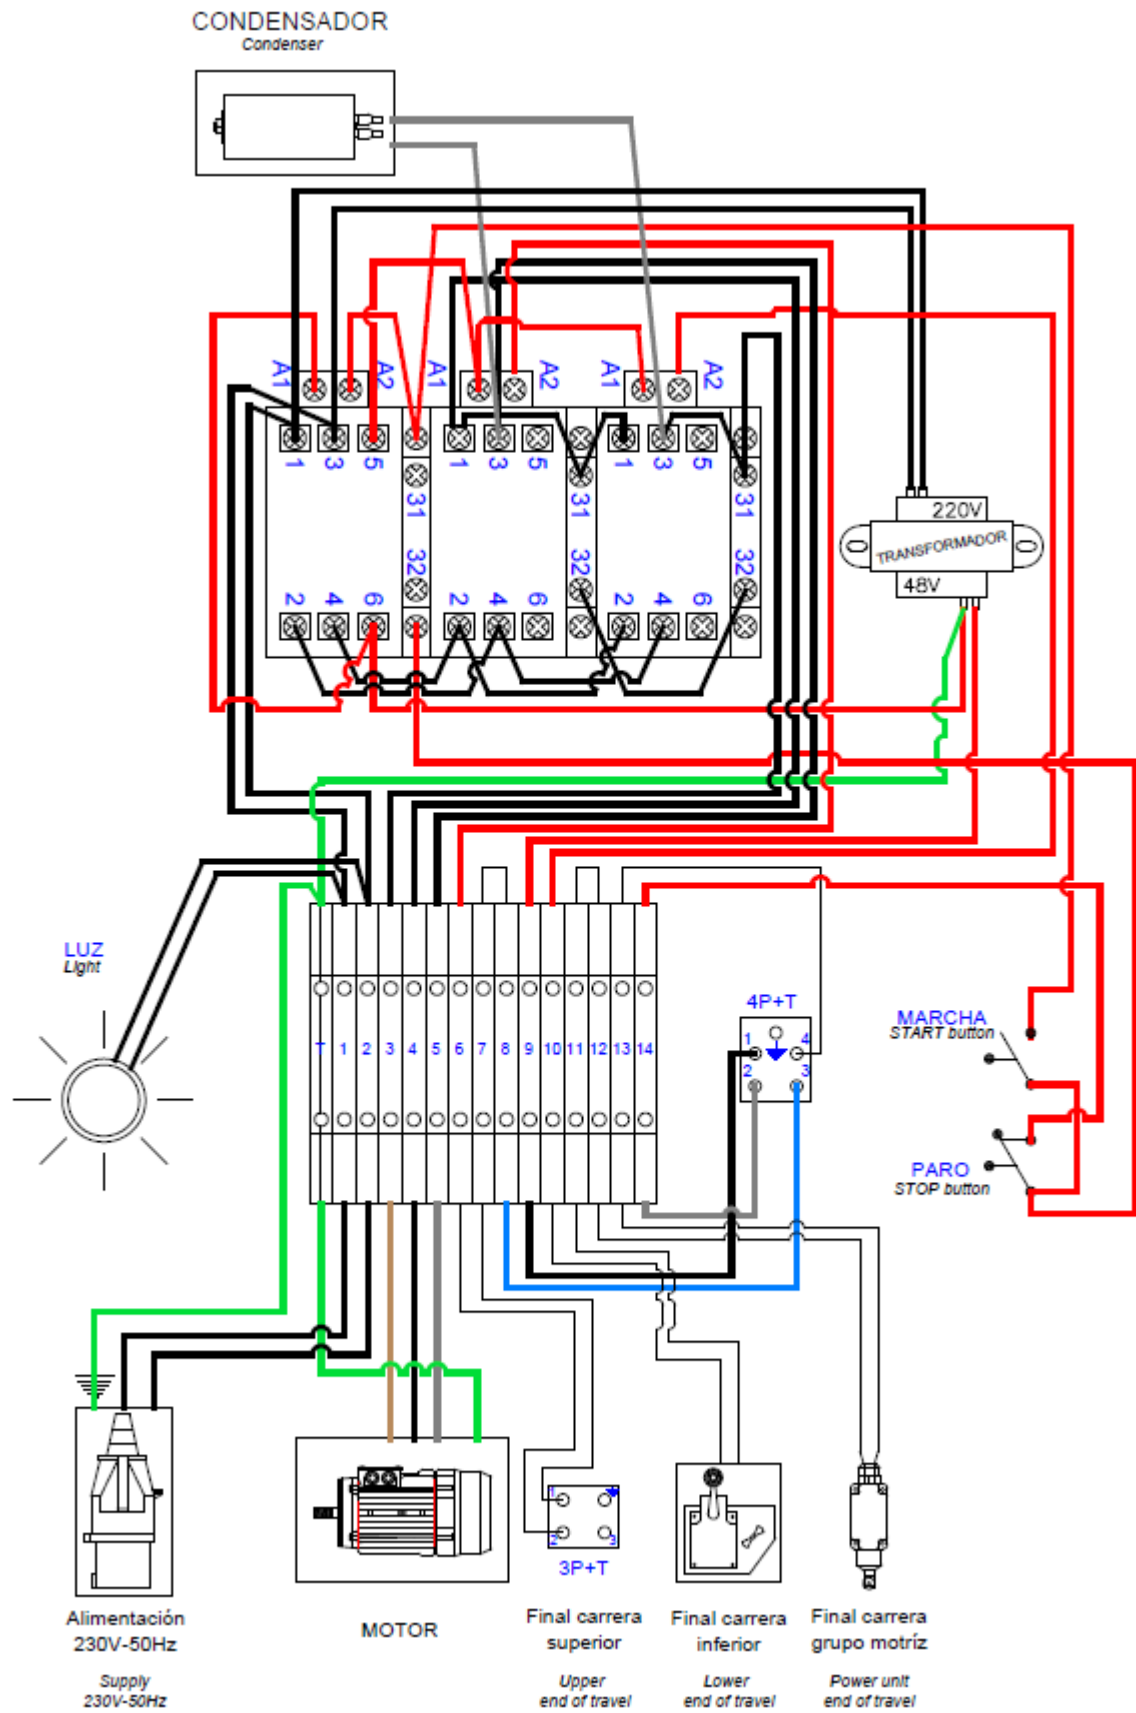 CONDENSADOR
Condenser
A1
A2
A1
A2
A1
A2
1
3
5
1
3
5
1
3
5
31
31
31
32
32
32
2
4
6
2
4
6
2
4
6
220V
TRANSFORMADOR
48V
LUZ
Light
T 1 2 3 4 5 6 7 8 9 10 11 12 13 14
4P+T
1 4
2 3
MARCHA
START button
PARO
STOP button
1
2 3
3P+T
Alimentación
230V-50Hz
Supply
230V-50Hz
MOTOR
Final carrera
superior
Upper
end of travel
Final carrera
inferior
Lower
end of travel
Final carrera
grupo motríz
Power unit
end of travel